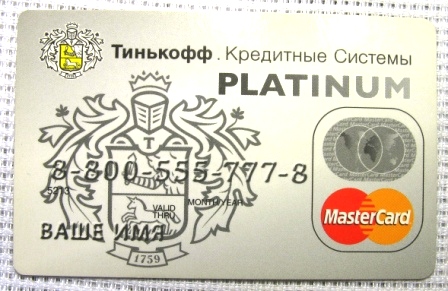 Тинькофф . Кредитные Системы
PLATINUM
T
8-800-555-777-8
5213
MONTH/YEAR
VALID
THRU
ВАШЕ ИМЯ
1759
MasterCard